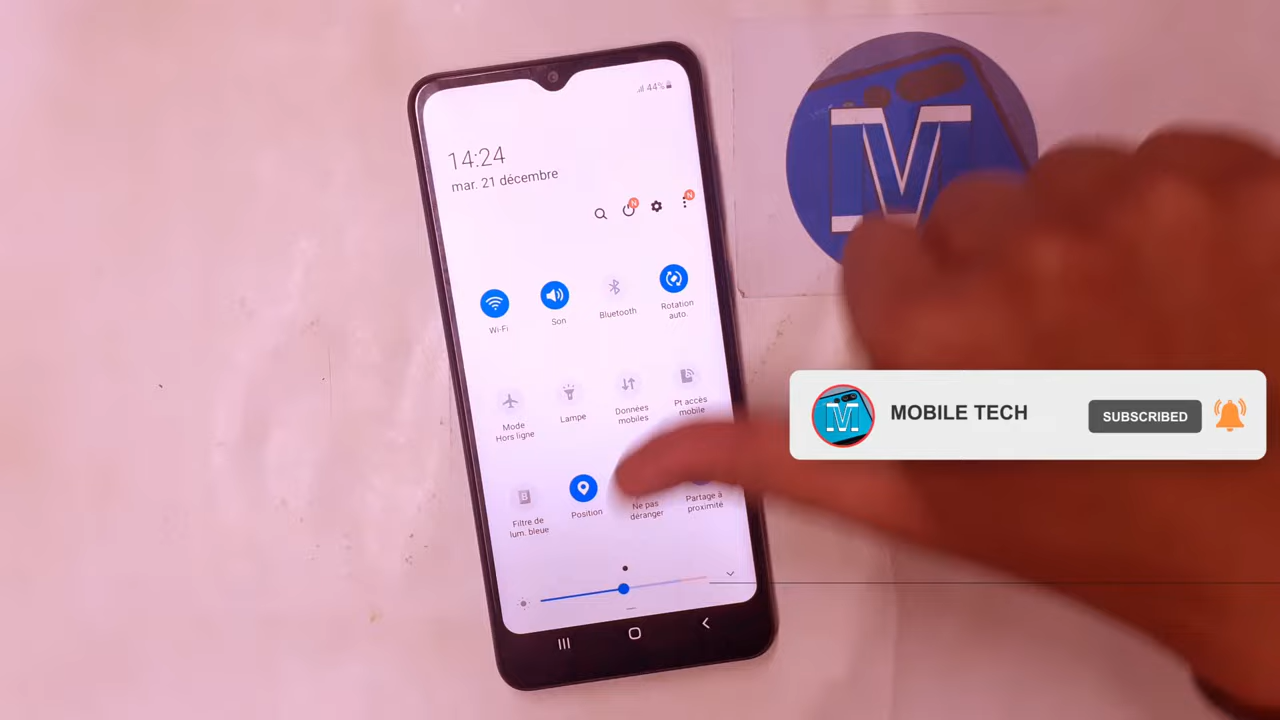 44%
14:24
mar. 21 décembre
N
N
M
Wi-Fi
Son
Bluetooth
Rotation
auto.
Mode
Hors ligne
Lampe
Données
mobiles
Pt accès
mobile
M
MOBILE TECH
SUBSCRIBED
B
Filtre de
lum. bleue
Position
Ne pas
déranger
Partage à
proximité